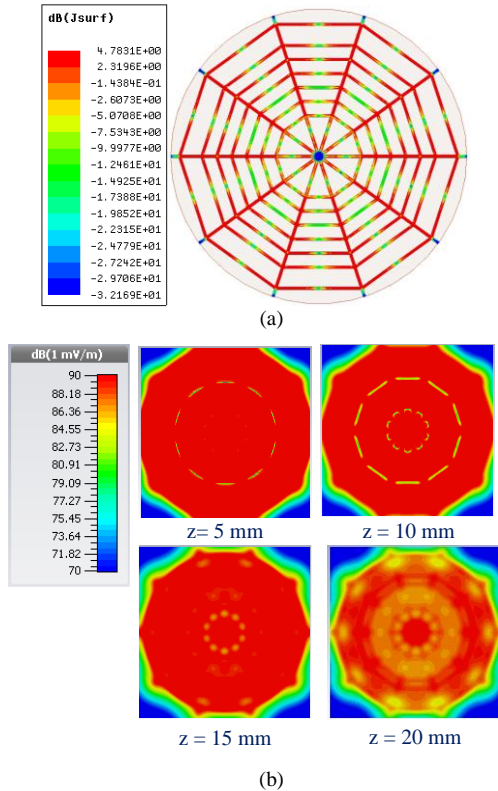 dB(Jsurf)
4.7831E+00
2.3196E+00
-1.4384E-01
-2.6073E+00
-5.0708E+00
-7.5343E+00
-9.9977E+00
-1.2461E+01
-1.4925E+01
-1.7388E+01
-1.9852E+01
-2.2315E+01
-2.4779E+01
-2.7242E+01
-2.9706E+01
-3.2169E+01
(a)
dB(1 mV/m)
90
88.18
86.36
84.55
82.73
80.91
79.09
77.27
75.45
73.64
71.82
70
z= 5 mm
z = 10 mm
z = 15 mm
z = 20 mm
(b)